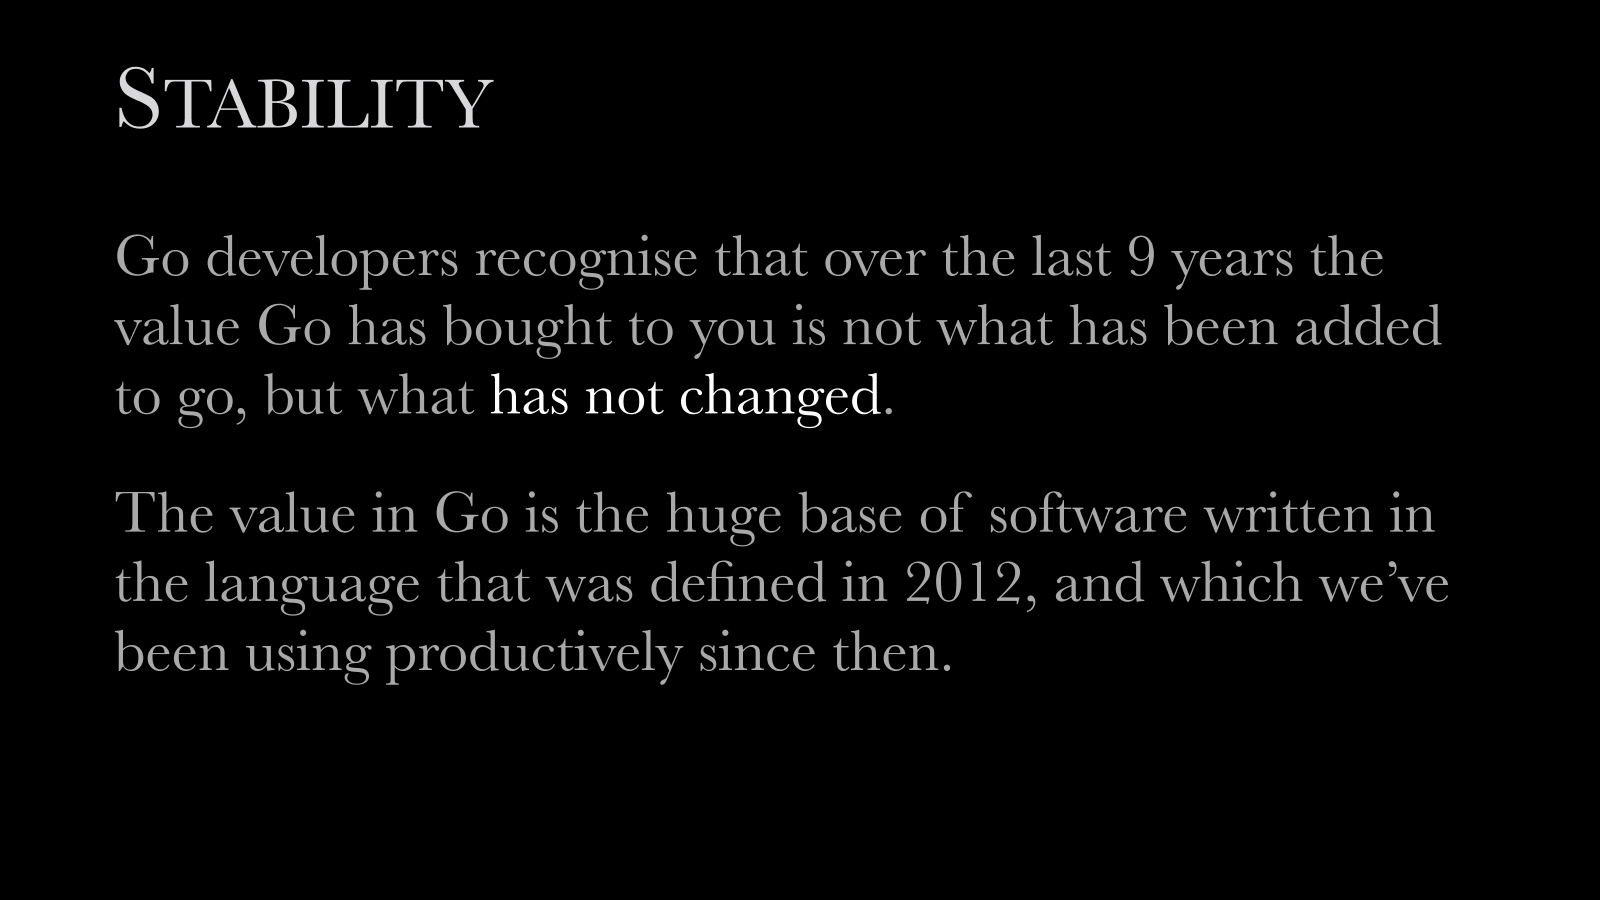 STABILITY
Go developers recognise that over the last 9 years the
value Go has bought to you is not what has been added
to go, but what has not changed.
The value in Go is the huge base of software written in
the language that was defined in 2012, and which we’ve
been using productively since then.